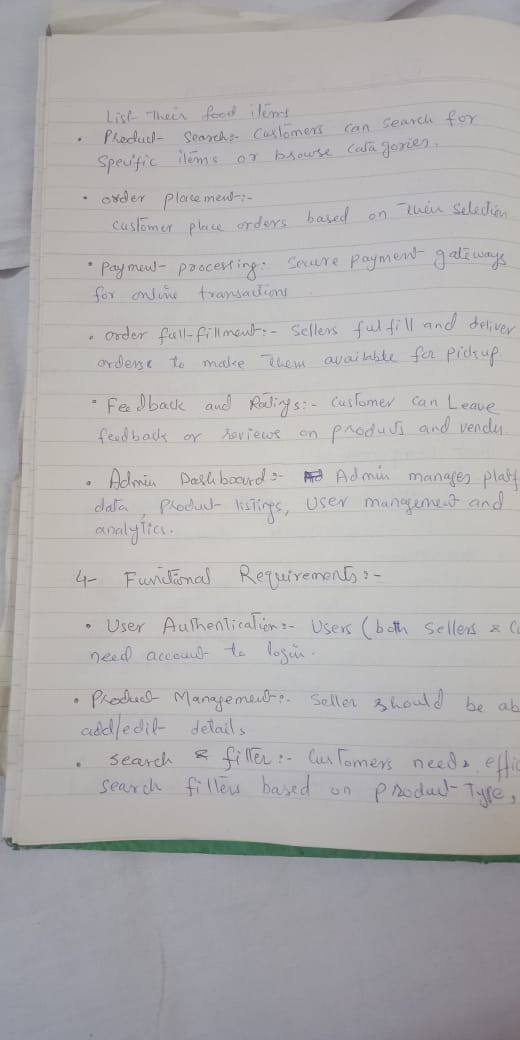 List Their food items
• Product Search:- Customers can search for
Specific items or browse catagories.
• order placement:-
Customer place orders based on Their Selection
• Payment processing: Secure payment gateways
for online transactions
• order full-fillment:- Sellers fulfill and deliver
orders to make Them available for pickup.
• Feedback and Ratings:- Customer can Leave
feedback or reviews on products and
• Admin Dashboard:- Admin manages
data, Product listings, User management and
analytics.
4- Functional Requirements:-
• User Authentication:- Users (both Sellers &
need account to login.
• Product Management:- Seller should be
add/edit details
• Search & filter:- Customers needs
Search filters based on Product Type,